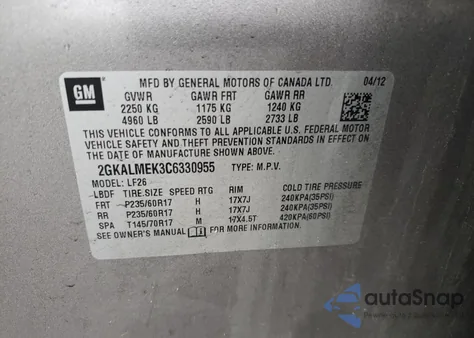 GM
MFD BY GENERAL MOTORS OF CANADA LTD. 04/12
GVWR GAWR FRT GAWR RR
2250 KG 1175 KG 1240 KG
4960 LB 2590 LB 2733 LB
THIS VEHICLE CONFORMS TO ALL APPLICABLE U.S. FEDERAL MOTOR
VEHICLE SAFETY AND THEFT PREVENTION STANDARDS IN EFFECT ON
THE DATE OF MANUFACTURE SHOWN ABOVE.
2GKALMEK3C6330955 TYPE: M.P.V.
MODEL: LF26
LBDF TIRE.SIZE SPEED RTG RIM COLD TIRE PRESSURE
FRT P235/60R17 H 17X7J 240KPA(35PSI)
RR P235/60R17 H 17X7J 240KPA(35PSI)
SPA T145/70R17 M 17X4.5T 420KPA(60PSI)
SEE OWNER'S MANUAL FOR MORE INFORMATION
autoSnap